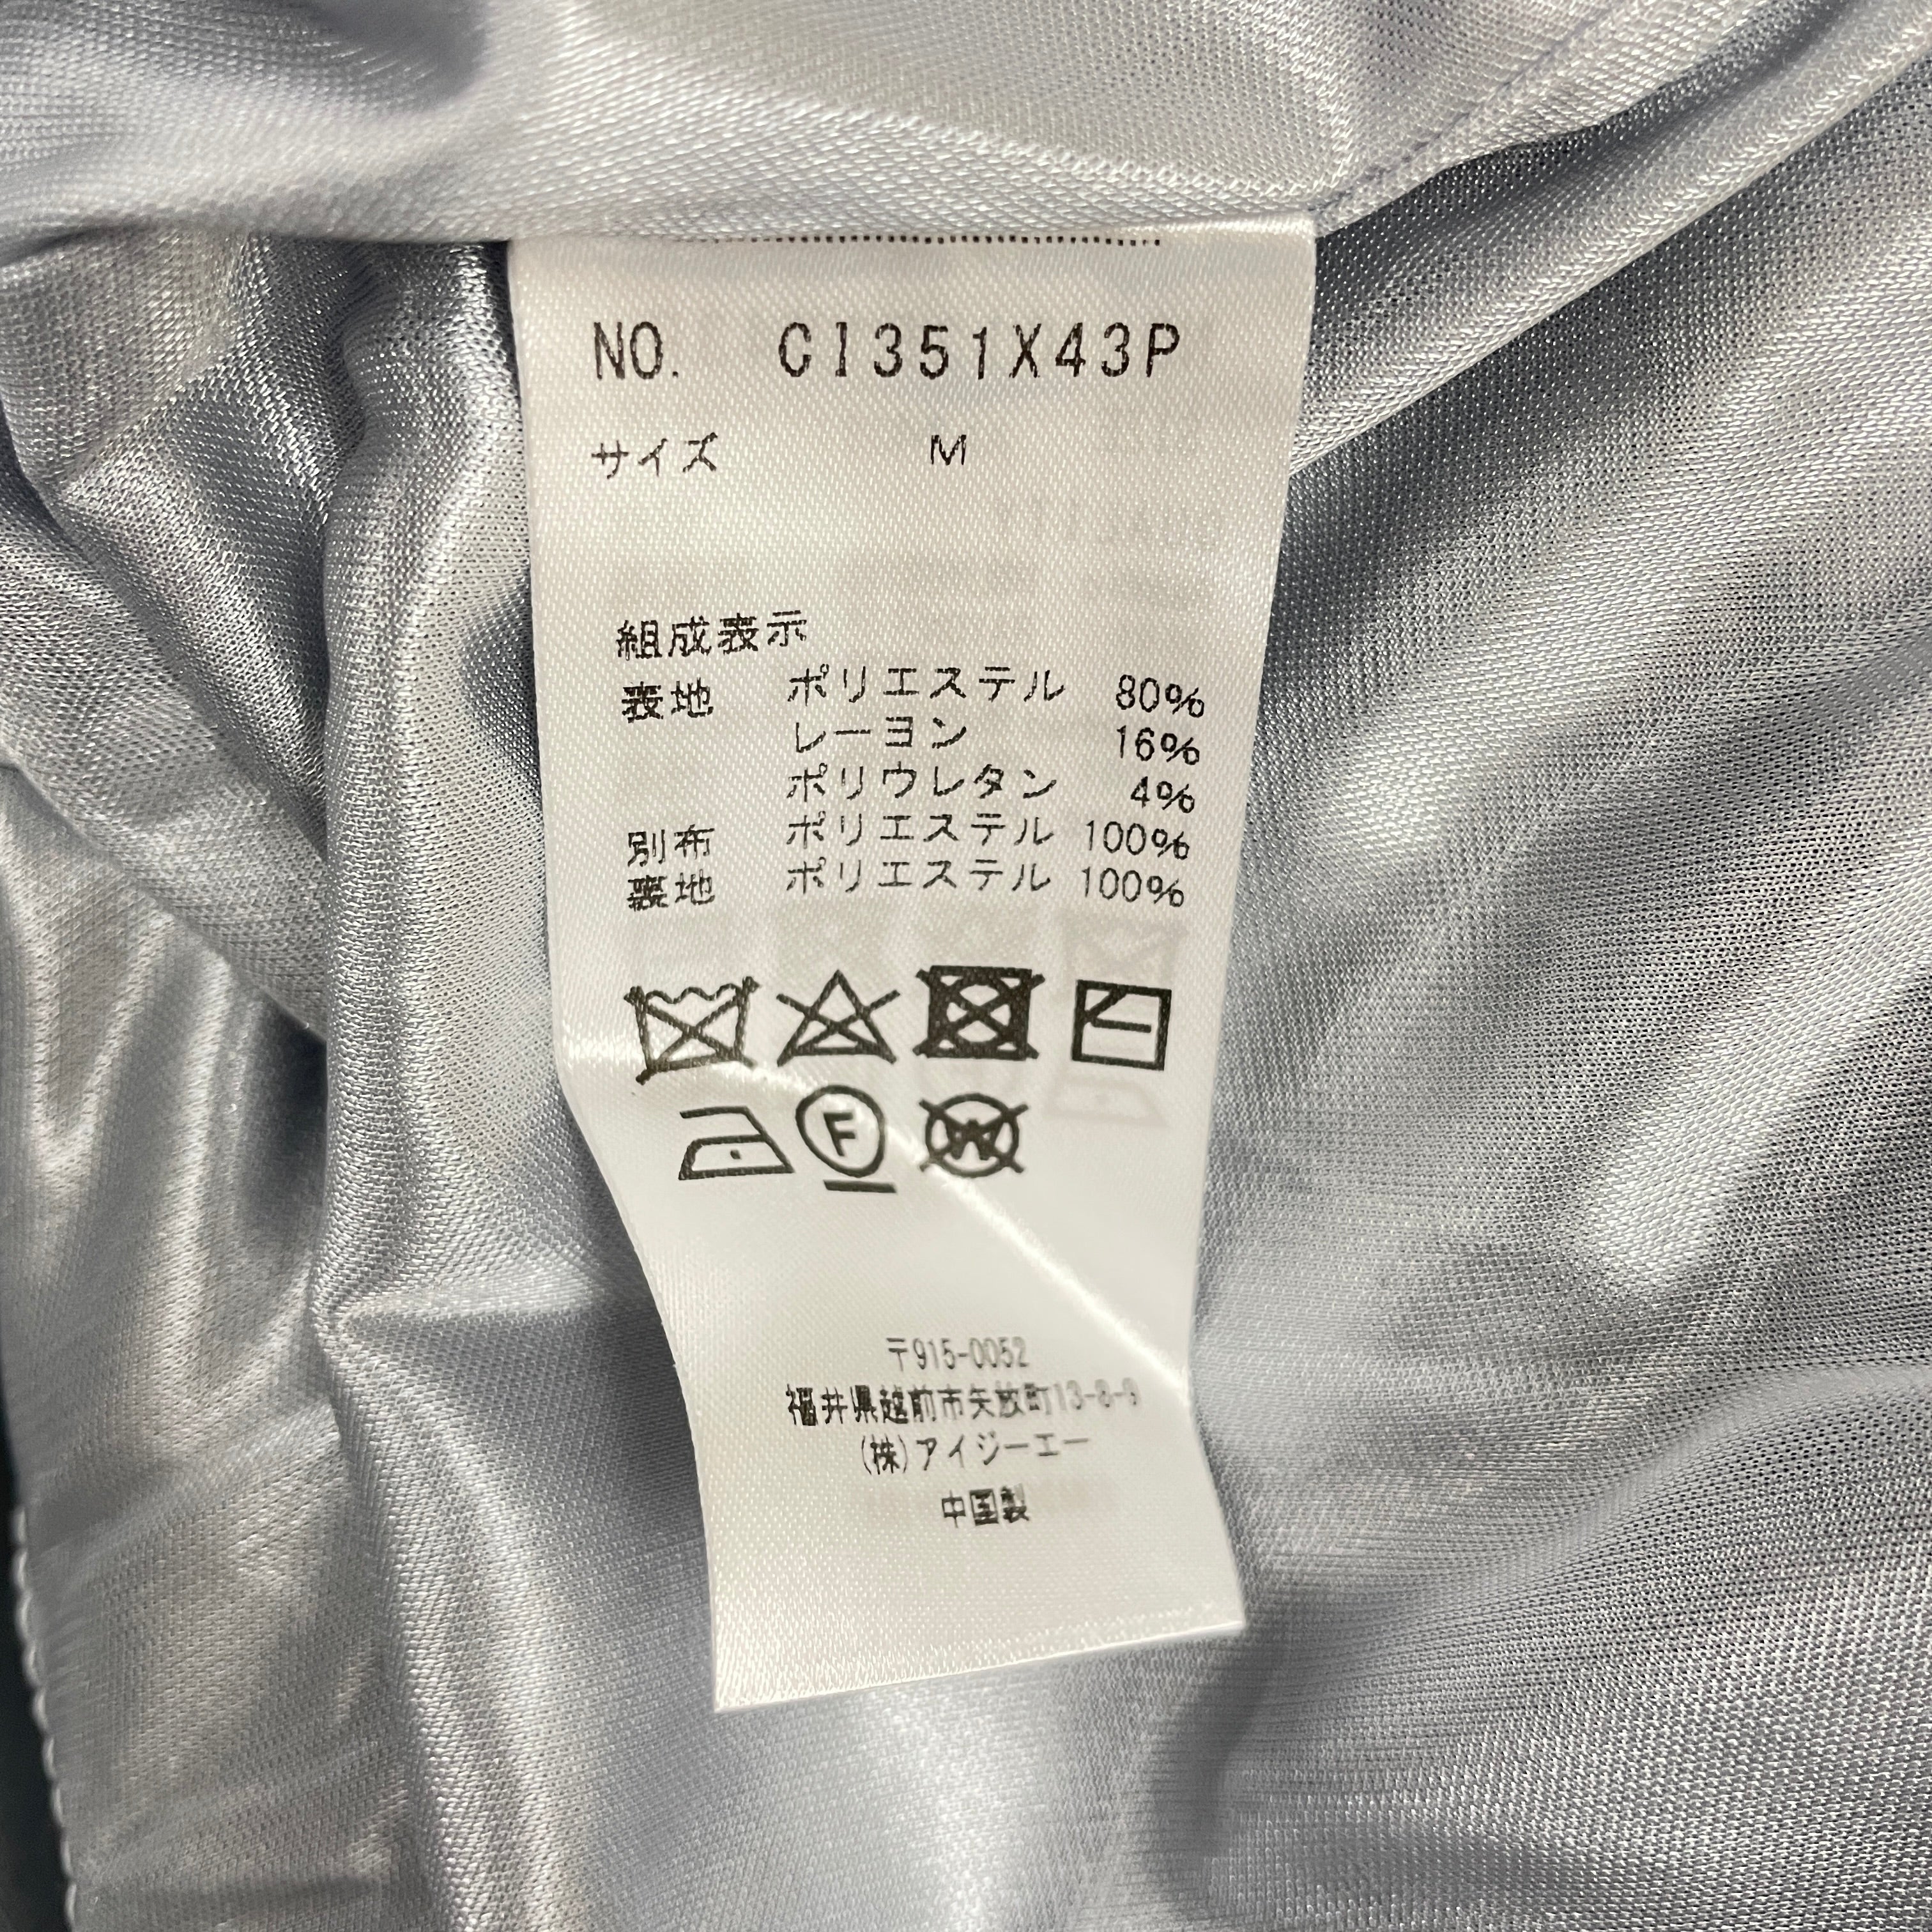 NO. CI351X43P
サイズ M
組成表示
表地 ポリエステル 80%
レーヨン 16%
ポリウレタン 4%
別布 ポリエステル 100%
裏地 ポリエステル 100%
F
W
〒915-0052
福井県越前市矢放町13-8-9
(株)アイジーエー
中国製